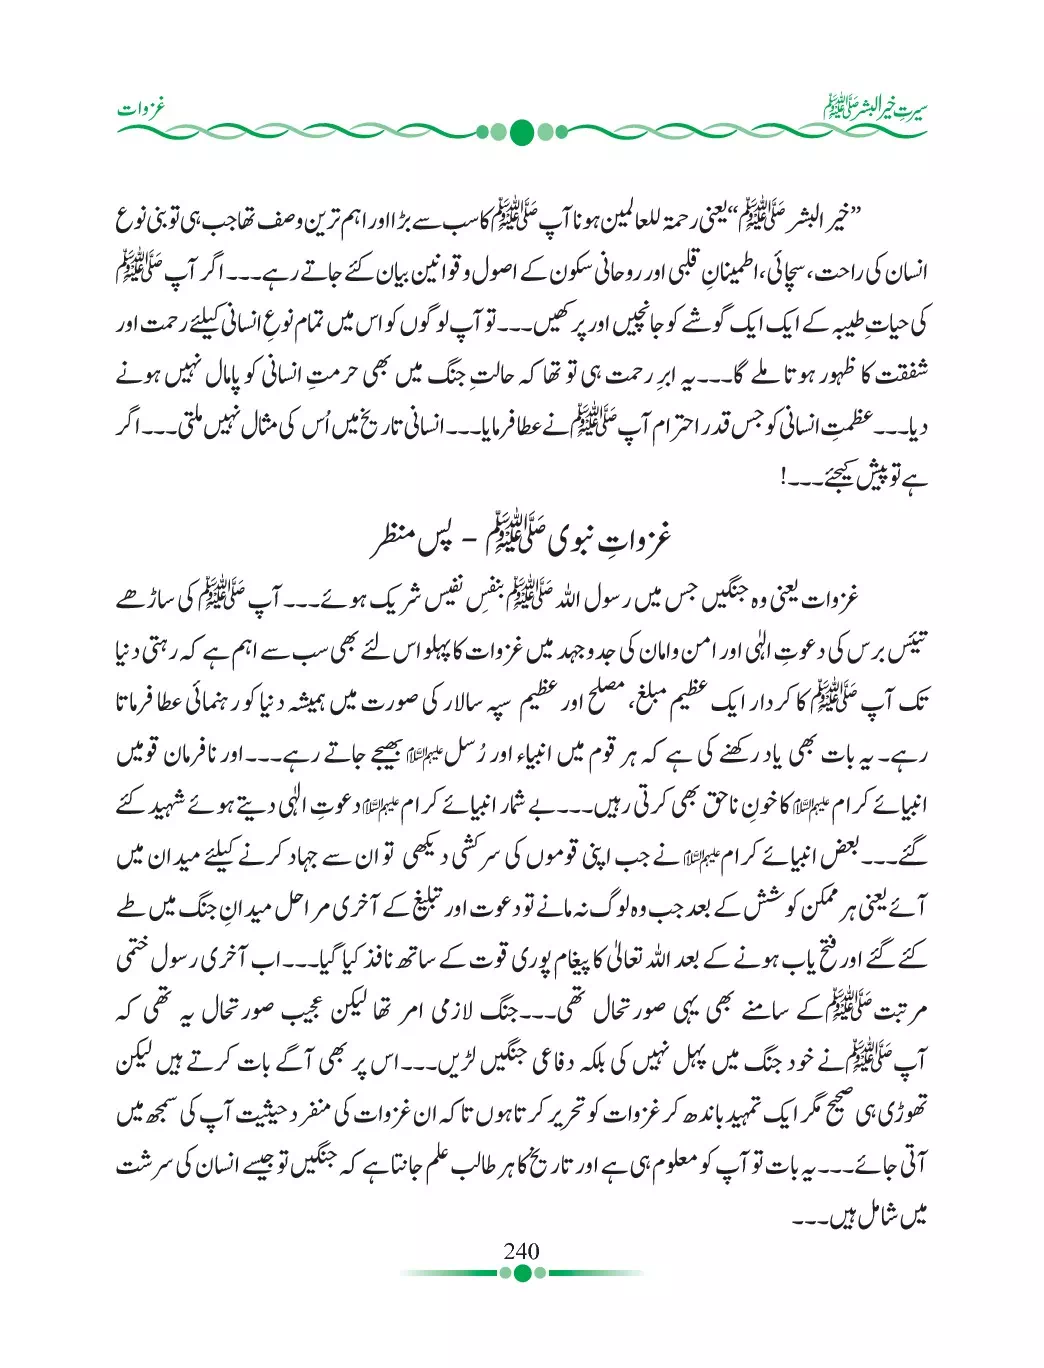 سیرتِ خیر البشر ﷺ
غزوات
”خیر البشر ﷺ“ یعنی رحمۃ للعالمین ہونا آپ ﷺ کا سب سے بڑا اور اہم ترین وصف تھا جب ہی تو بنی نوع
انسان کی راحت، سچائی، اطمینانِ قلبی اور روحانی سکون کے اصول و قوانین بیان کئے جاتے رہے۔۔۔ اگر آپ ﷺ
کی حیاتِ طیبہ کے ایک ایک گوشے کو جانچیں اور پرکھیں۔۔۔ تو آپ لوگوں کو اس میں تمام نوعِ انسانی کیلئے رحمت اور
شفقت کا ظہور ہوتا ملے گا۔۔۔ یہ ابرِ رحمت ہی تو تھا کہ حالتِ جنگ میں بھی حرمتِ انسانی کو پامال نہیں ہونے
دیا۔۔۔ عظمتِ انسانی کو جس قدر احترام آپ ﷺ نے عطا فرمایا۔۔۔ انسانی تاریخ میں اُس کی مثال نہیں ملتی۔۔۔ اگر
ہے تو پیش کیجئے۔۔۔!
غزواتِ نبوی ﷺ - پس منظر
غزوات یعنی وہ جنگیں جس میں رسول اللہ ﷺ بنفسِ نفیس شریک ہوئے۔۔۔ آپ ﷺ کی ساڑھے
تیئس برس کی دعوتِ الٰہی اور امن و امان کی جدوجہد میں غزوات کا پہلو اس لئے بھی سب سے اہم ہے کہ رہتی دنیا
تک آپ ﷺ کا کردار ایک عظیم مبلغ، مصلح اور عظیم سپہ سالار کی صورت میں ہمیشہ دنیا کو رہنمائی عطا فرماتا
رہے۔ یہ بات بھی یاد رکھنے کی ہے کہ ہر قوم میں انبیاء اور رُسل علیہم السلام بھیجے جاتے رہے۔۔۔ اور نافرمان قومیں
انبیائے کرام علیہم السلام کا خونِ ناحق بھی کرتی رہیں۔۔۔ بے شمار انبیائے کرام علیہم السلام دعوتِ الٰہی دیتے ہوئے شہید کئے
گئے۔۔۔ بعض انبیائے کرام علیہم السلام نے جب اپنی قوموں کی سرکشی دیکھی تو ان سے جہاد کرنے کیلئے میدان میں
آئے یعنی ہر ممکن کوشش کے بعد جب وہ لوگ نہ مانے تو دعوت اور تبلیغ کے آخری مراحل میدانِ جنگ میں طے
کئے گئے اور فتح یاب ہونے کے بعد اللہ تعالیٰ کا پیغام پوری قوت کے ساتھ نافذ کیا گیا۔۔۔ اب آخری رسول ختمی
مرتبت ﷺ کے سامنے بھی یہی صورتحال تھی۔۔۔ جنگ لازمی امر تھا لیکن عجیب صورتحال یہ تھی کہ
آپ ﷺ نے خود جنگ میں پہل نہیں کی بلکہ دفاعی جنگیں لڑیں۔۔۔ اس پر بھی آگے بات کرتے ہیں لیکن
تھوڑی ہی صحیح مگر ایک تمہید باندھ کر غزوات کو تحریر کرتا ہوں تاکہ ان غزوات کی منفرد حیثیت آپ کی سمجھ میں
آتی جائے۔۔۔ یہ بات تو آپ کو معلوم ہی ہے اور تاریخ کا ہر طالب علم جانتا ہے کہ جنگیں تو جیسے انسان کی سرشت
میں شامل ہیں۔۔۔
240